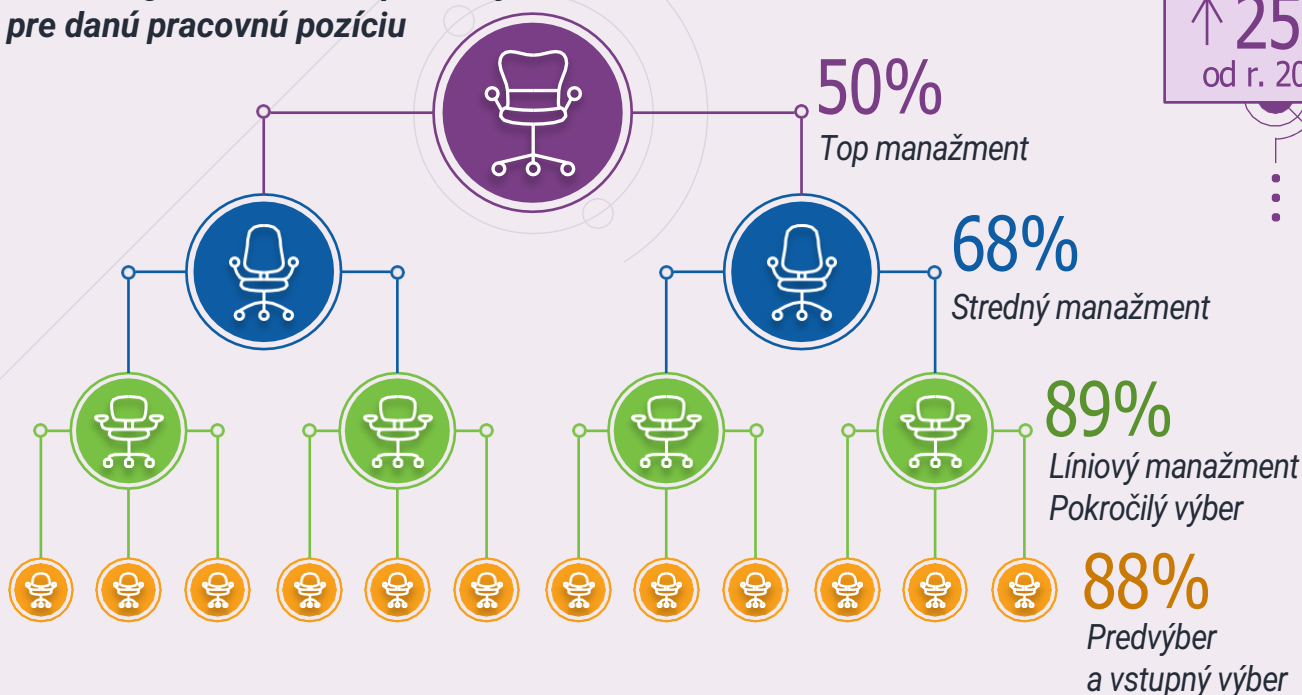 pre danú pracovnú pozíciu
50%
Top manažment
68%
Stredný manažment
89%
Líniový manažment
Pokročilý výber
88%
Predvýber
a vstupný výber
↑ 25
od r. 20